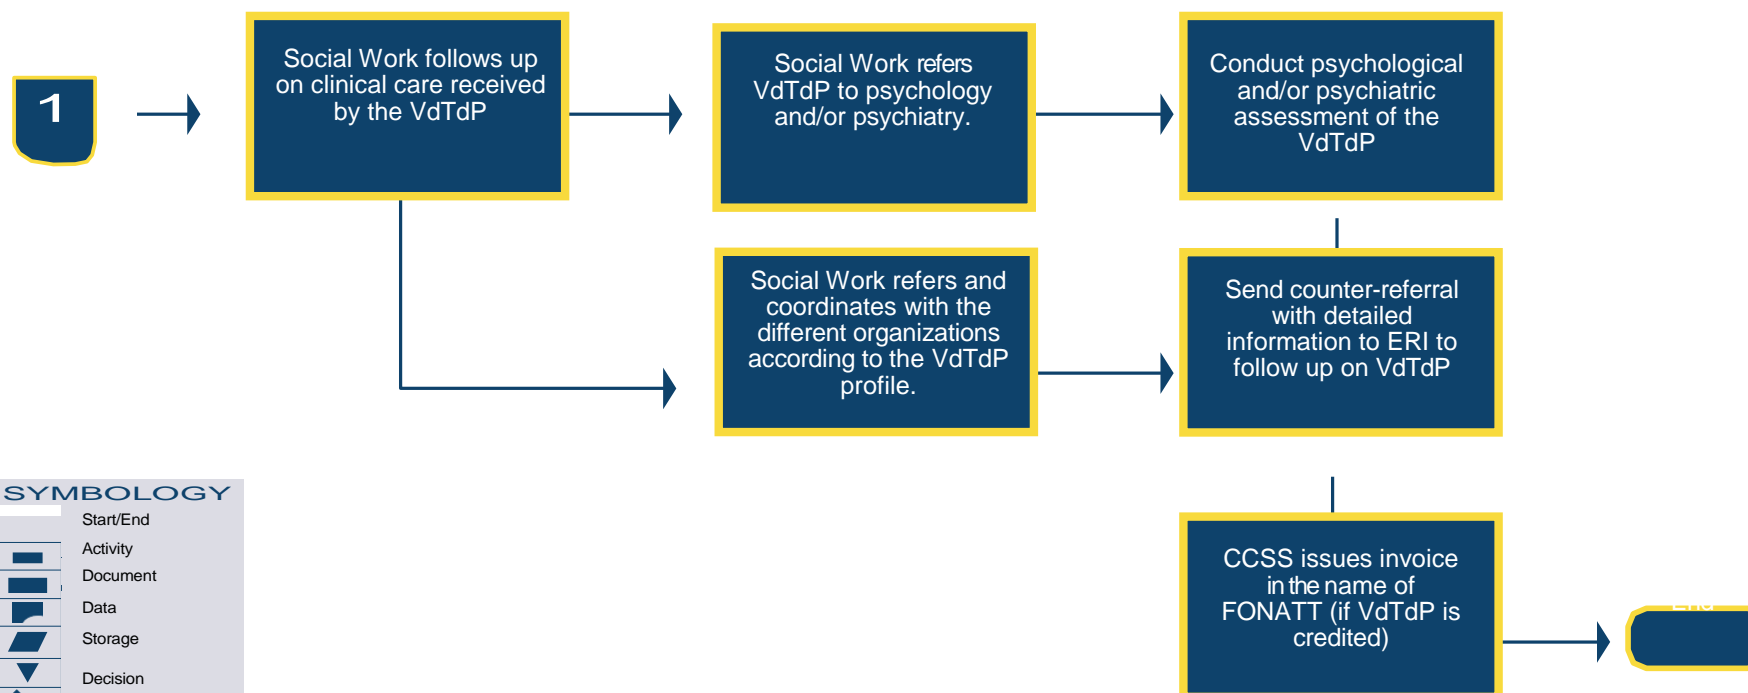 1
Social Work follows up
on clinical care received
by the VdTdP
Social Work refers
VdTdP to psychology
and/or psychiatry.
Conduct psychological
and/or psychiatric
assessment of the
VdTdP
Social Work refers and
coordinates with the
different organizations
according to the VdTdP
profile.
Send counter-referral
with detailed
information to ERI to
follow up on VdTdP
CCSS issues invoice
in the name of
FONATT (if VdTdP is
credited)
End
SYMBOLOGY
Start/End
Activity
Document
Data
Storage
Decision